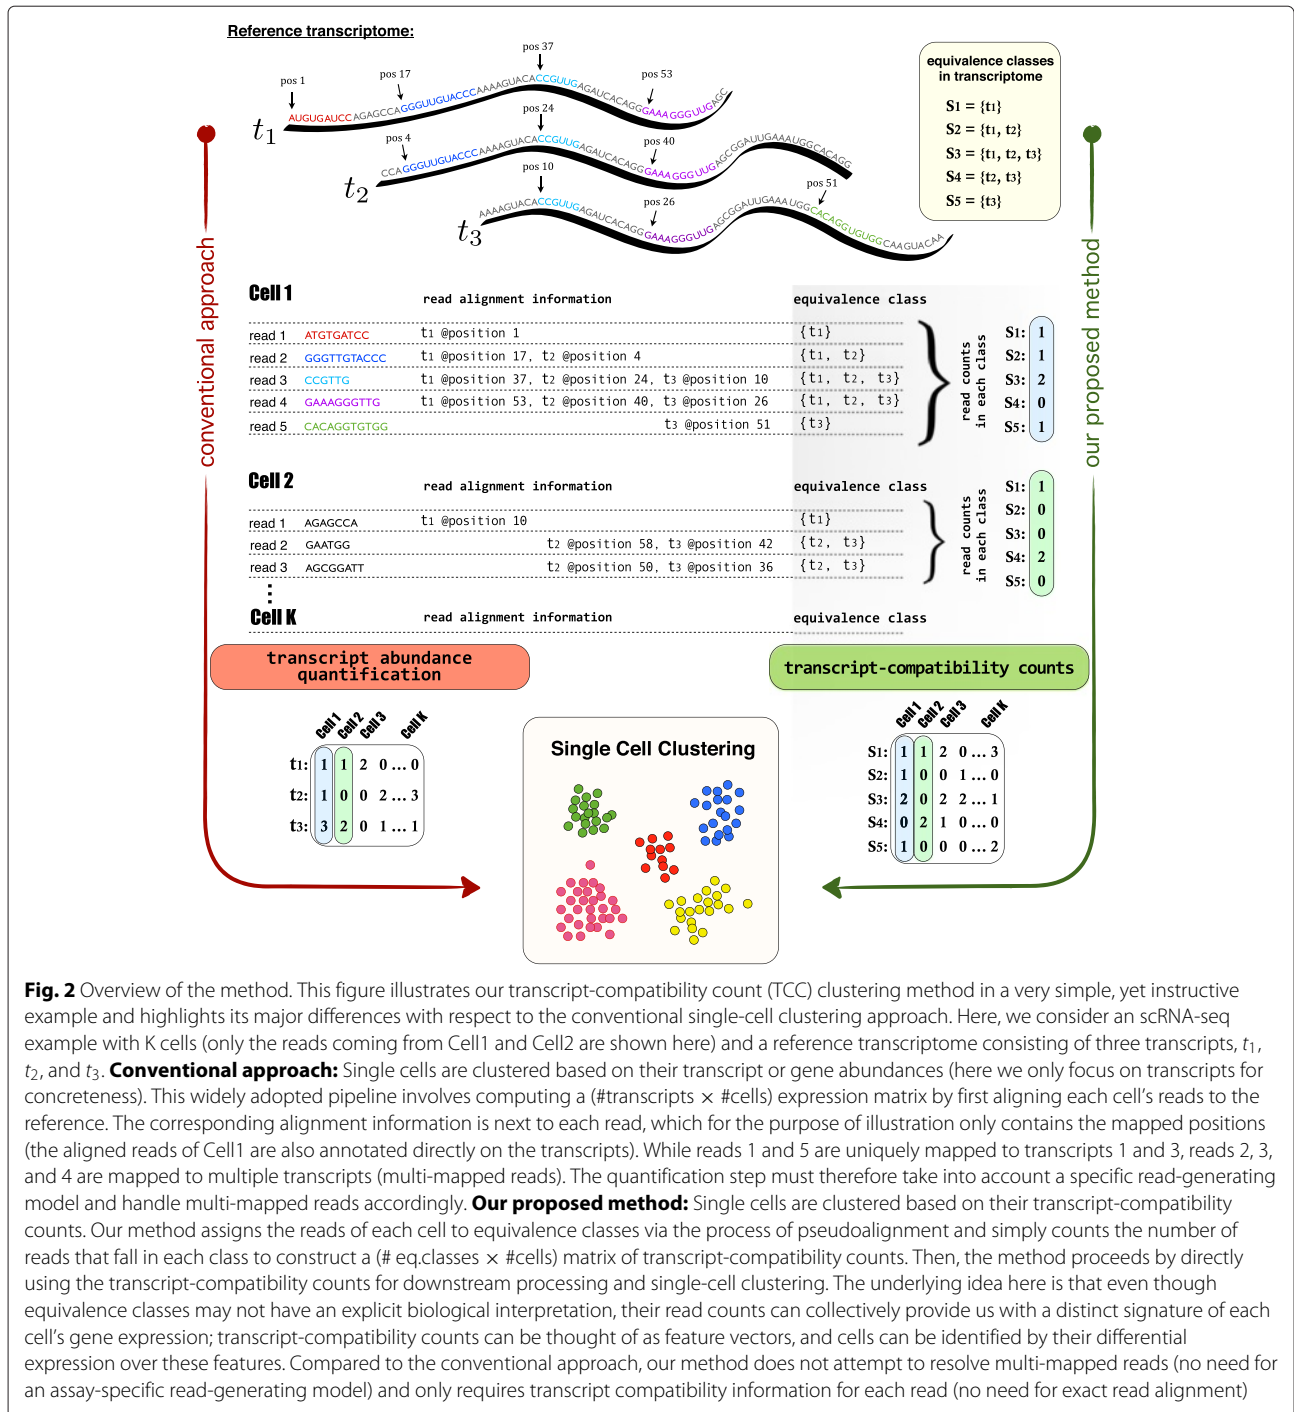 Reference transcriptome:
pos 1
pos 17
pos 37
pos 53
AUGUGAUCCAGAGCCAGGGUUGUACCCAAAAGUACACCGUUGAGAUCACAGGGAAAGGGUUGAGC
t1
pos 4
pos 24
pos 40
CCAGGGUUGUACCCAAAAGUACACCGUUGAGAUCACAGGGAAAGGGUUGAGCGGAUUGAAAUGGCACAGG
t2
pos 10
pos 26
pos 51
AAAAGUACACCGUUGAGAUCACAGGGAAAGGGUUGAGCGGAUUGAAAUGGCACAGGUGUGGCAAGUACAA
t3
equivalence classes
in transcriptome
S1 = {t1}
S2 = {t1, t2}
S3 = {t1, t2, t3}
S4 = {t2, t3}
S5 = {t3}
conventional approach
our proposed method
Cell 1 read alignment information equivalence class
read 1 ATGTGATCC t1 @position 1 {t1}
read 2 GGGTTGTACCC t1 @position 17, t2 @position 4 {t1, t2}
read 3 CCGTTG t1 @position 37, t2 @position 24, t3 @position 10 {t1, t2, t3}
read 4 GAAAGGGTTG t1 @position 53, t2 @position 40, t3 @position 26 {t1, t2, t3}
read 5 CACAGGTGTGG t3 @position 51 {t3}
read counts
in each class
S1: 1
S2: 1
S3: 2
S4: 0
S5: 1
Cell 2 read alignment information equivalence class
read 1 AGAGCCA t1 @position 10 {t1}
read 2 GAATGG t2 @position 58, t3 @position 42 {t2, t3}
read 3 AGCGGATT t2 @position 50, t3 @position 36 {t2, t3}
read counts
in each class
S1: 1
S2: 0
S3: 0
S4: 2
S5: 0
⋮
Cell K read alignment information equivalence class
transcript abundance
quantification
transcript-compatibility counts
Cell 1 Cell 2 Cell 3 Cell K
t1: 1 1 2 0 ... 0
t2: 1 0 0 2 ... 3
t3: 3 2 0 1 ... 1
Single Cell Clustering
Cell 1 Cell 2 Cell 3 Cell K
S1: 1 1 2 0 ... 3
S2: 1 0 0 1 ... 0
S3: 2 0 2 2 ... 1
S4: 0 2 1 0 ... 0
S5: 1 0 0 0 ... 2
Fig. 2 Overview of the method. This figure illustrates our transcript-compatibility count (TCC) clustering method in a very simple, yet instructive
example and highlights its major differences with respect to the conventional single-cell clustering approach. Here, we consider an scRNA-seq
example with K cells (only the reads coming from Cell1 and Cell2 are shown here) and a reference transcriptome consisting of three transcripts, t1,
t2, and t3. Conventional approach: Single cells are clustered based on their transcript or gene abundances (here we only focus on transcripts for
concreteness). This widely adopted pipeline involves computing a (#transcripts × #cells) expression matrix by first aligning each cell's reads to the
reference. The corresponding alignment information is next to each read, which for the purpose of illustration only contains the mapped positions
(the aligned reads of Cell1 are also annotated directly on the transcripts). While reads 1 and 5 are uniquely mapped to transcripts 1 and 3, reads 2, 3,
and 4 are mapped to multiple transcripts (multi-mapped reads). The quantification step must therefore take into account a specific read-generating
model and handle multi-mapped reads accordingly. Our proposed method: Single cells are clustered based on their transcript-compatibility
counts. Our method assigns the reads of each cell to equivalence classes via the process of pseudoalignment and simply counts the number of
reads that fall in each class to construct a (# eq.classes × #cells) matrix of transcript-compatibility counts. Then, the method proceeds by directly
using the transcript-compatibility counts for downstream processing and single-cell clustering. The underlying idea here is that even though
equivalence classes may not have an explicit biological interpretation, their read counts can collectively provide us with a distinct signature of each
cell's gene expression; transcript-compatibility counts can be thought of as feature vectors, and cells can be identified by their differential
expression over these features. Compared to the conventional approach, our method does not attempt to resolve multi-mapped reads (no need for
an assay-specific read-generating model) and only requires transcript compatibility information for each read (no need for exact read alignment)